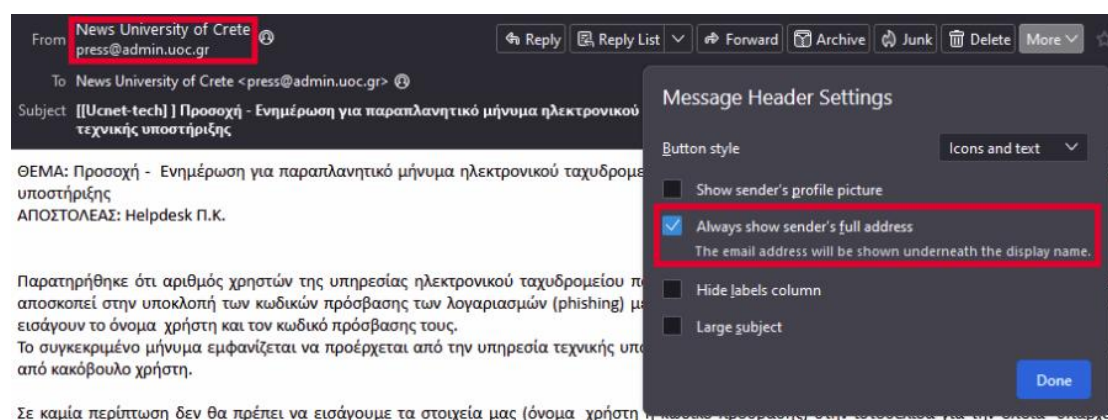 From News University of Crete
press@admin.uoc.gr
Reply Reply List Forward Archive Junk Delete More
To News University of Crete <press@admin.uoc.gr>
Subject [[Ucnet-tech] ] Προσοχή - Ενημέρωση για παραπλανητικό μήνυμα ηλεκτρονικού
τεχνικής υποστήριξης
Message Header Settings
Button style Icons and text
Show sender's profile picture
Always show sender's full address
The email address will be shown underneath the display name.
Hide labels column
Large subject
Done
ΘΕΜΑ: Προσοχή - Ενημέρωση για παραπλανητικό μήνυμα ηλεκτρονικού ταχυδρομε
υποστήριξης
ΑΠΟΣΤΟΛΕΑΣ: Helpdesk Π.Κ.
Παρατηρήθηκε ότι αριθμός χρηστών της υπηρεσίας ηλεκτρονικού ταχυδρομείου
αποσκοπεί στην υποκλοπή των κωδικών πρόσβασης των λογαριασμών (phishing)
εισάγουν το όνομα χρήστη και τον κωδικό πρόσβασης τους.
Το συγκεκριμένο μήνυμα εμφανίζεται να προέρχεται από την υπηρεσία τεχνικής
από κακόβουλο χρήστη.
Σε καμία περίπτωση δεν θα πρέπει να εισάγουμε τα στοιχεία μας (όνομα χρήστη